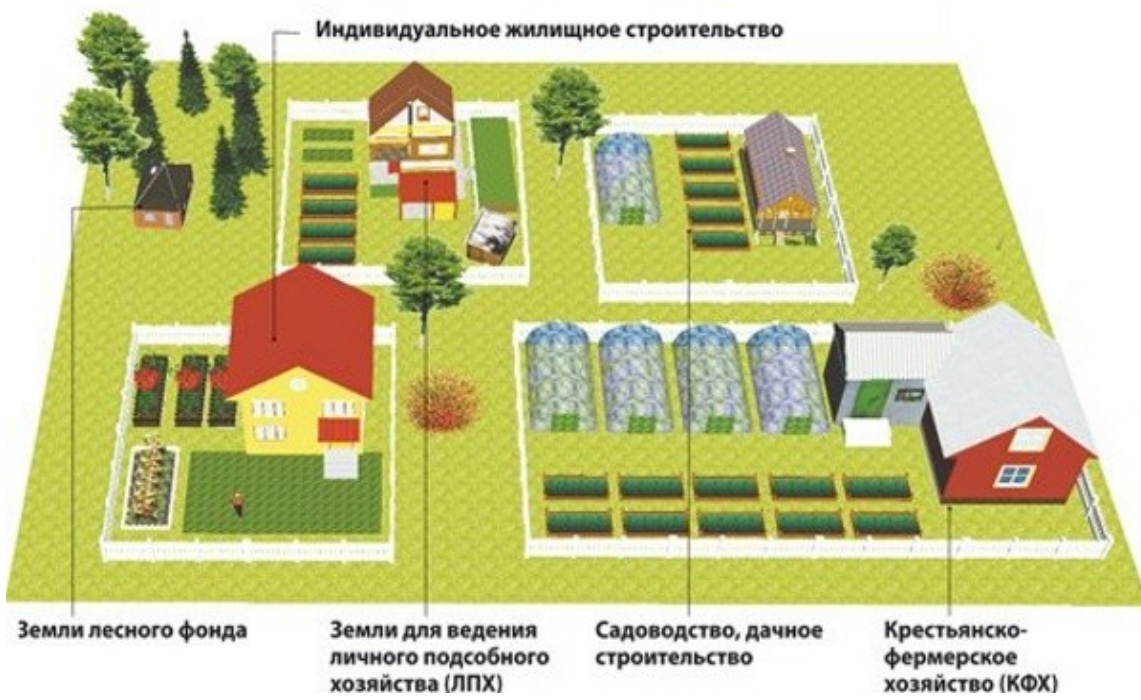 Индивидуальное жилищное строительство
Земли лесного фонда
Земли для ведения
личного подсобного
хозяйства (ЛПХ)
Садоводство, дачное
строительство
Крестьянско-
фермерское
хозяйство (КФХ)